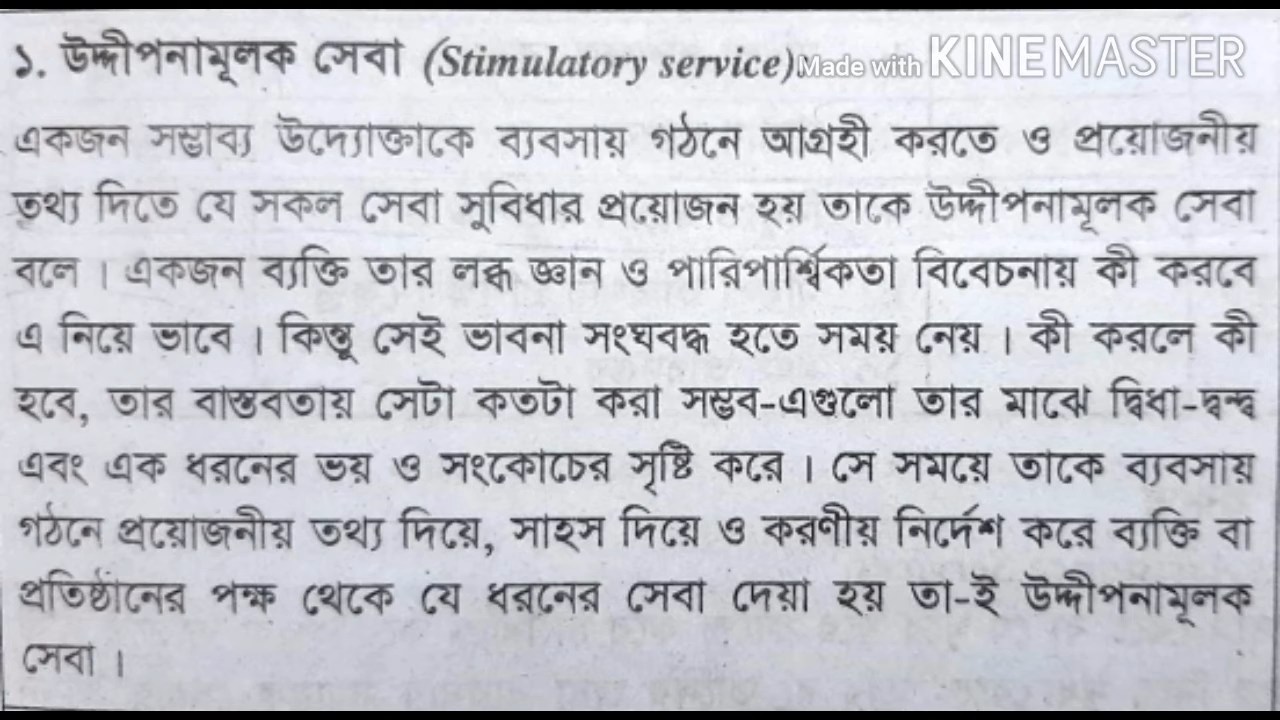 ১. উদ্দীপনামূলক সেবা (Stimulatory service) Made with KINEMASTER
একজন সম্ভাব্য উদ্যোক্তাকে ব্যবসায় গঠনে আগ্রহী করতে ও প্রয়োজনীয়
তথ্য দিতে যে সকল সেবা সুবিধার প্রয়োজন হয় তাকে উদ্দীপনামূলক সেবা
বলে । একজন ব্যক্তি তার লব্ধ জ্ঞান ও পারিপার্শ্বিকতা বিবেচনায় কী করবে
এ নিয়ে ভাবে । কিন্তু সেই ভাবনা সংঘবদ্ধ হতে সময় নেয় । কী করলে কী
হবে, তার বাস্তবতায় সেটা কতটা করা সম্ভব-এগুলো তার মাঝে দ্বিধা-দ্বন্দ্ব
এবং এক ধরনের ভয় ও সংকোচের সৃষ্টি করে । সে সময়ে তাকে ব্যবসায়
গঠনে প্রয়োজনীয় তথ্য দিয়ে, সাহস দিয়ে ও করণীয় নির্দেশ করে ব্যক্তি বা
প্রতিষ্ঠানের পক্ষ থেকে যে ধরনের সেবা দেয়া হয় তা-ই উদ্দীপনামূলক
সেবা ।